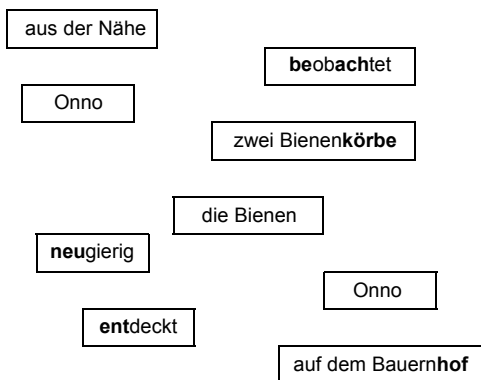 aus der Nähe
beobachtet
Onno
zwei Bienenkörbe
die Bienen
neugierig
Onno
entdeckt
auf dem Bauernhof